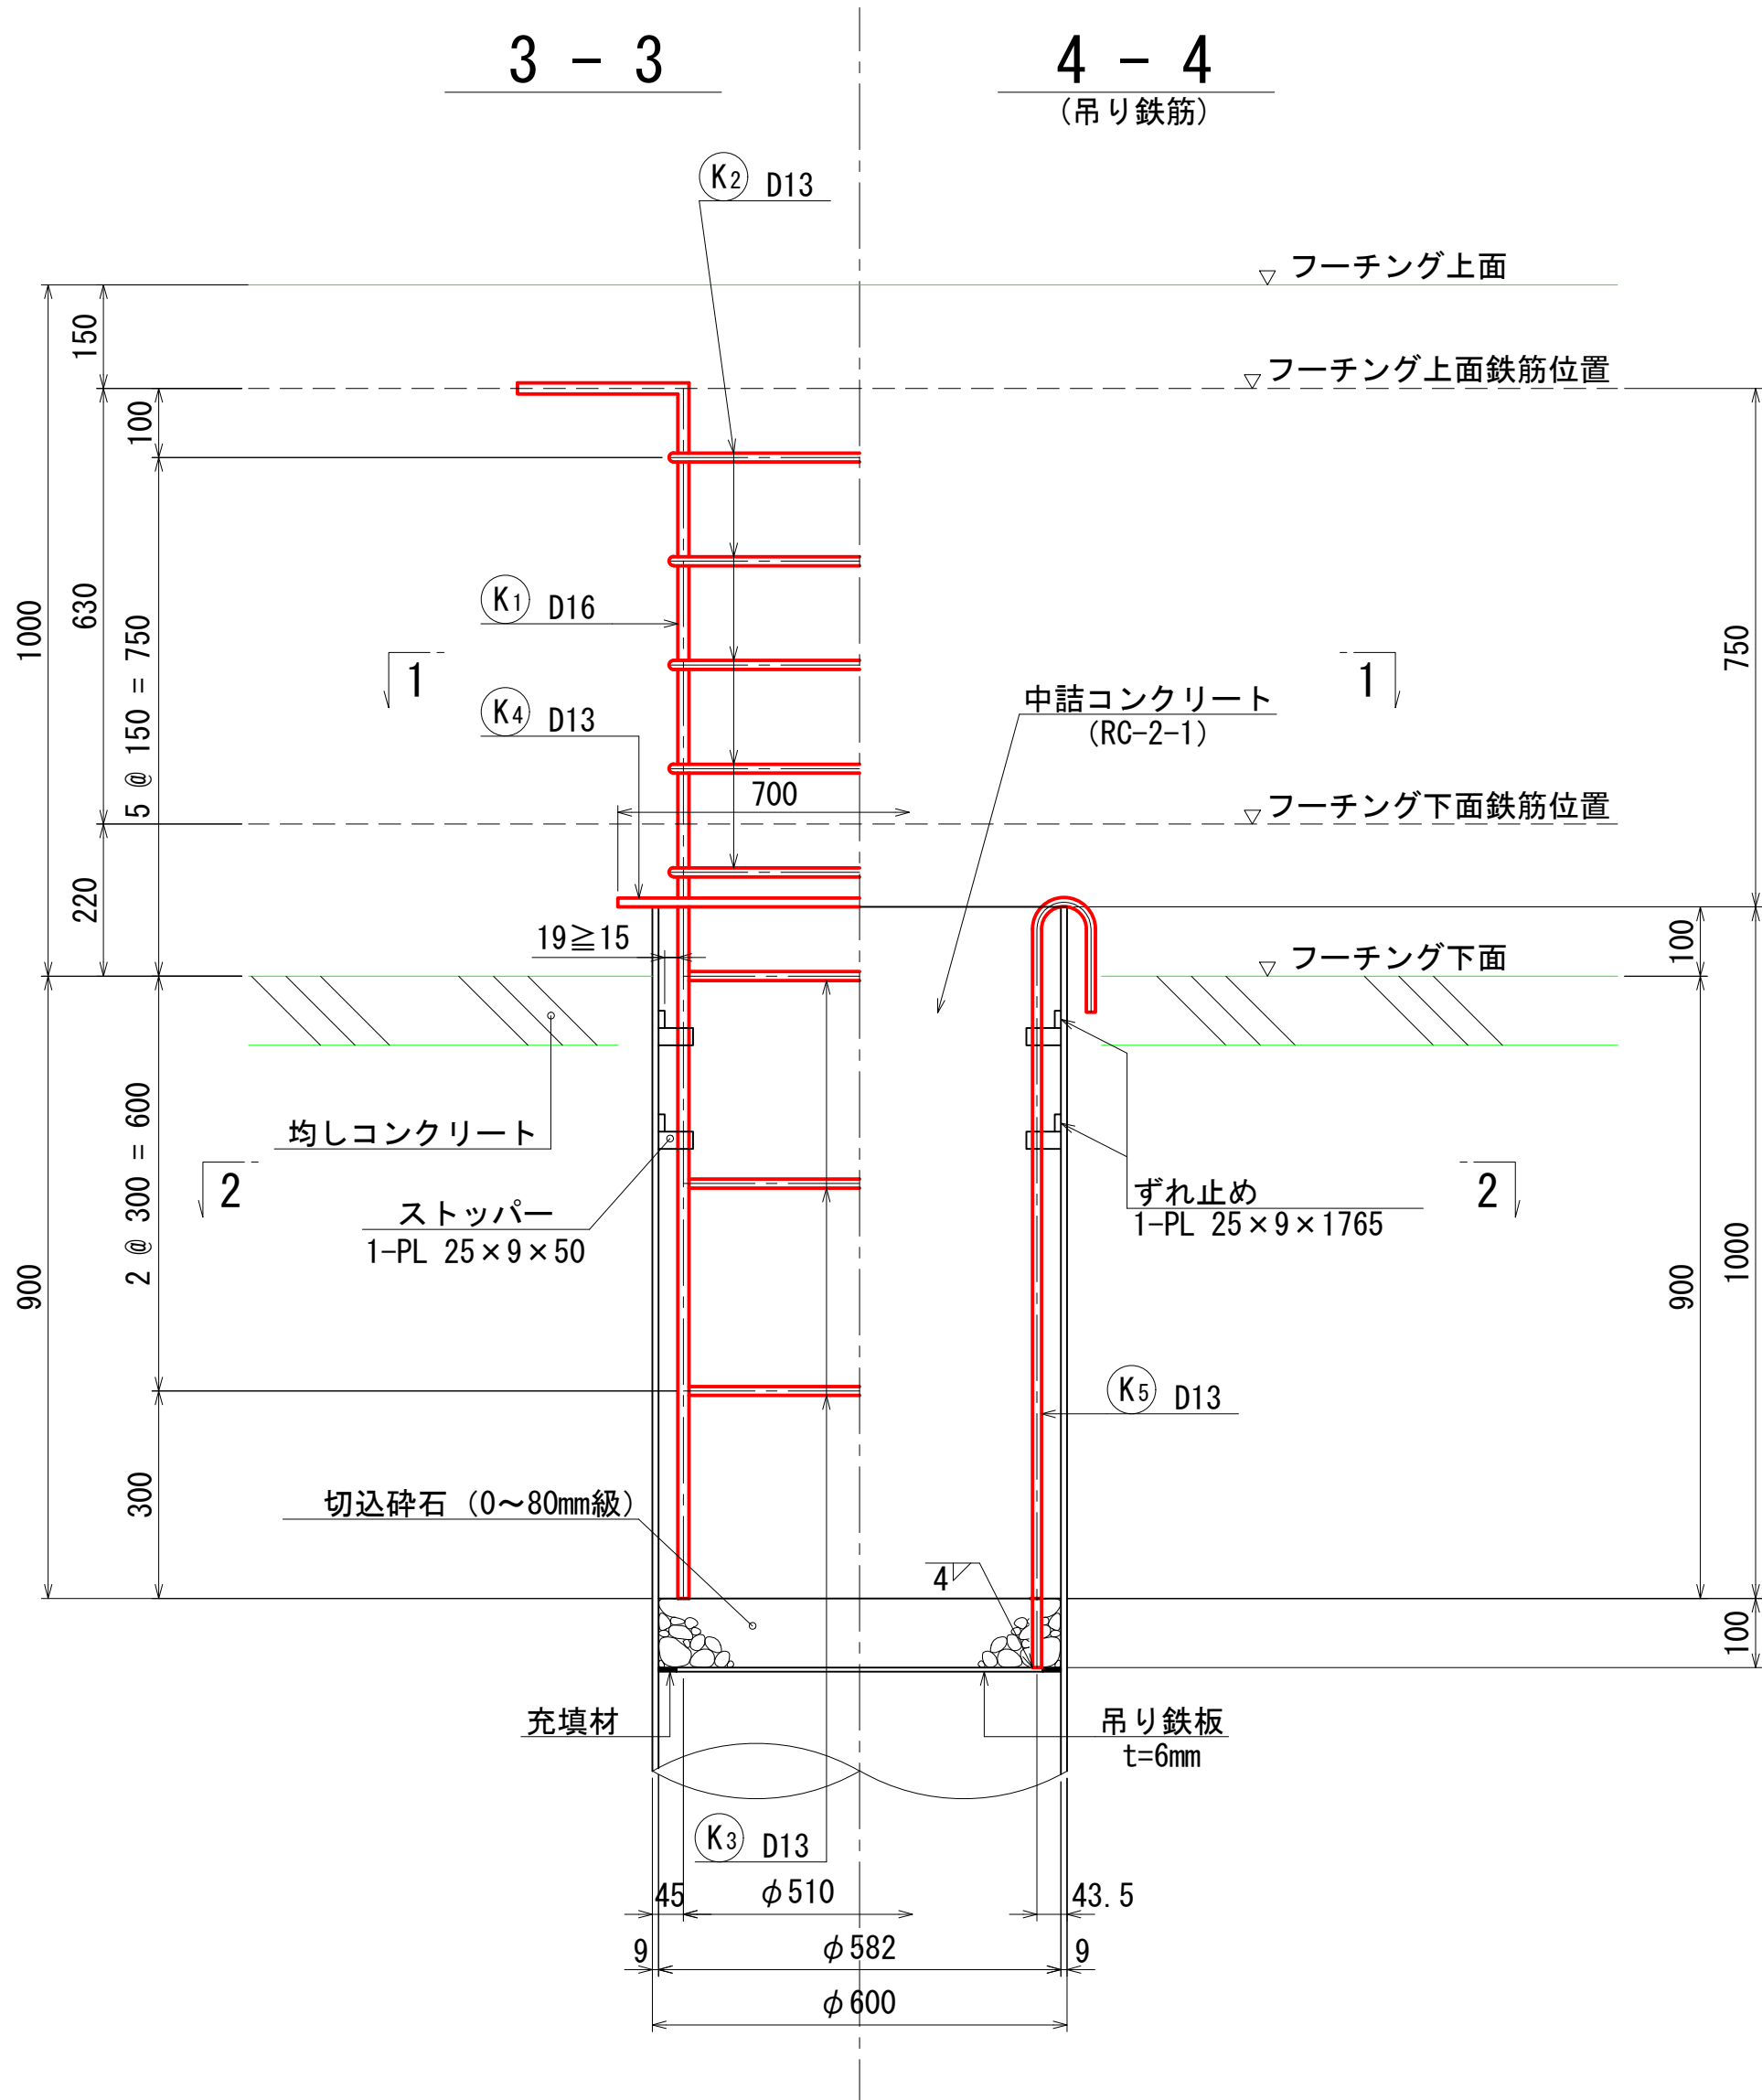 3 - 3
4 - 4
(吊り鉄筋)
K2 D13
フーチング上面
フーチング上面鉄筋位置
150
100
1000
630
5 @ 150 = 750
K1 D16
K4 D13
1
1
750
中詰コンクリート
(RC-2-1)
700
フーチング下面鉄筋位置
220
19≧15
フーチング下面
100
均しコンクリート
2 @ 300 = 600
2
2
ストッパー
1-PL 25×9×50
ずれ止め
1-PL 25×9×1765
900
900
1000
K5 D13
300
切込砕石 (0～80mm級)
4
100
充填材
吊り鉄板
t=6mm
K3 D13
45
φ510
43.5
9
φ582
9
φ600